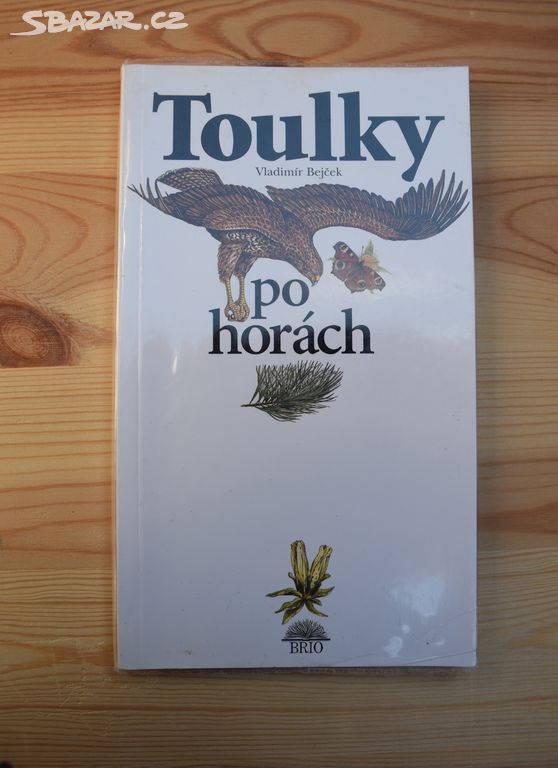 SBAZAR.CZ
Toulky
Vladimír Bejček
po
horách
BRIO